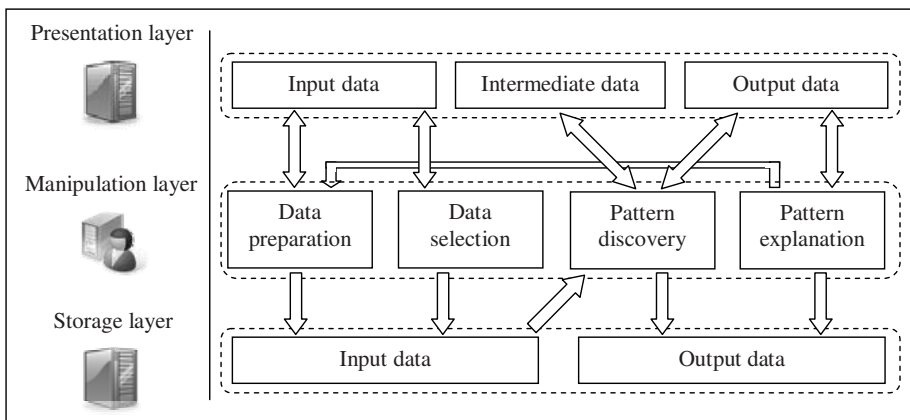 Presentation layer
Input data
Intermediate data
Output data
Manipulation layer
Data
preparation
Data
selection
Pattern
discovery
Pattern
explanation
Storage layer
Input data
Output data